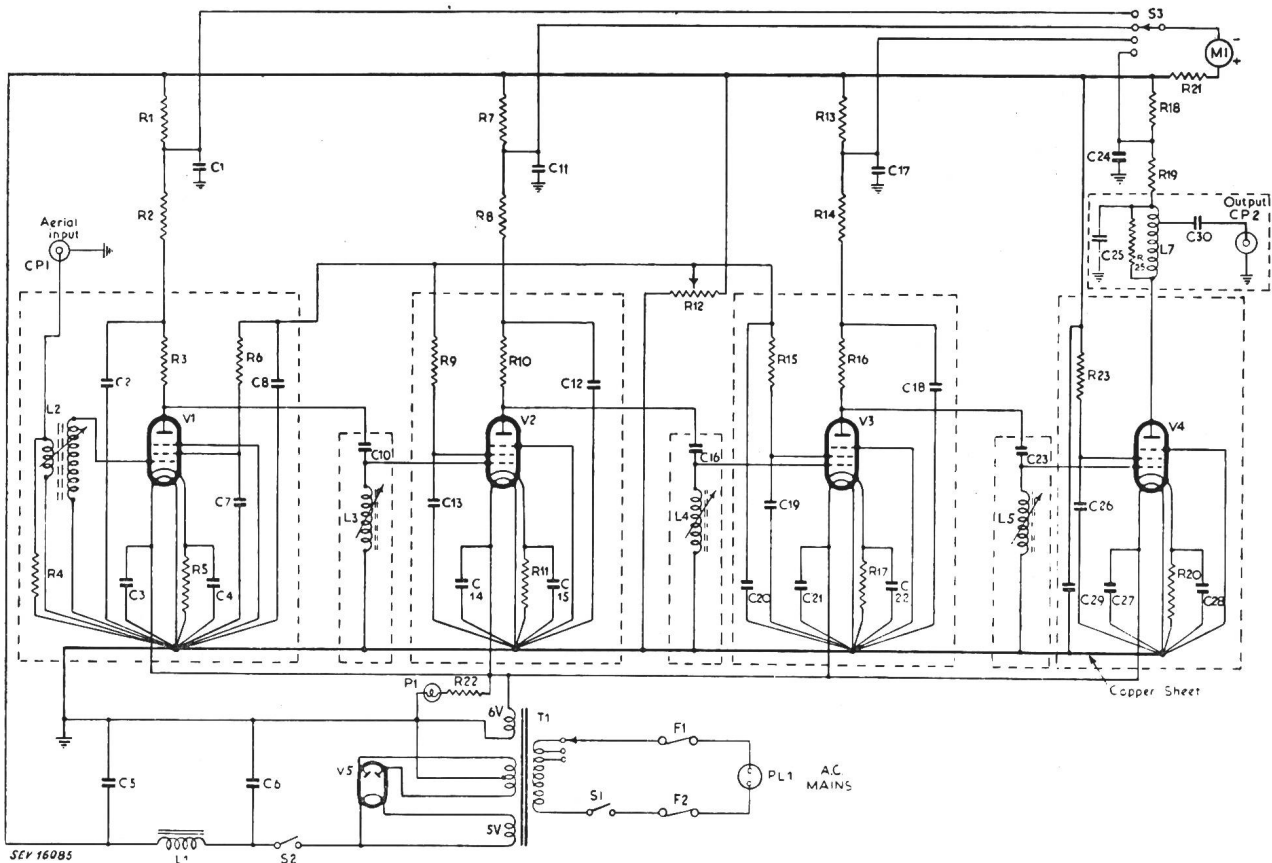 S3
-
M1
+
R21
R1
R7
R13
R18
C1
C11
C17
C24
R19
R2
R8
R14
Aerial
input
CP1
Output
CP2
C30
C25
R
25
L7
R12
R3
R6
C2
C8
R9
R10
C12
R15
R16
C18
R23
L2
V1
V2
V3
V4
C10
C16
C23
C7
L3
C13
L4
C19
L5
C26
R4
C3
R5
C4
C
14
R11
C
15
C20
C21
R17
C
22
C29
C27
R20
C28
Copper Sheet
P1
R22
6V
T1
F1
C5
C6
V5
PL1
A.C.
MAINS
S1
F2
5V
L1
S2
SEV 16085